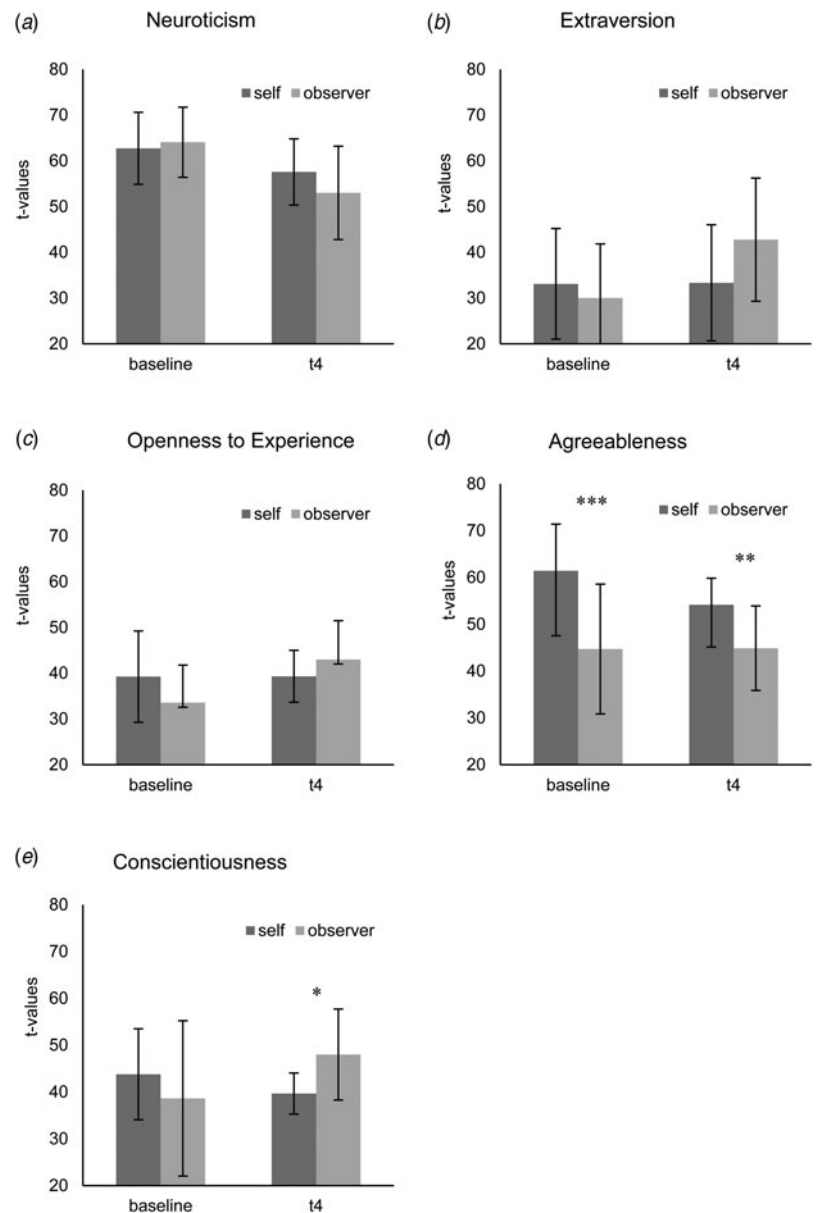 (a) Neuroticism
80
70
60
50
40
30
20
t-values
self observer
baseline t4
(b) Extraversion
80
70
60
50
40
30
20
t-values
self observer
baseline t4
(c) Openness to Experience
80
70
60
50
40
30
20
t-values
self observer
baseline t4
(d) Agreeableness
80
70
60
50
40
30
20
t-values
self observer
***
**
baseline t4
(e) Conscientiousness
80
70
60
50
40
30
20
t-values
self observer
*
baseline t4